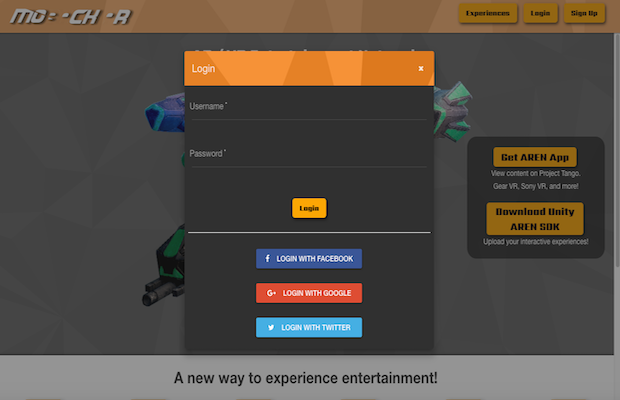 Experiences
Login
Sign Up
Login
x
Username *
Password *
Login
LOGIN WITH FACEBOOK
G+ LOGIN WITH GOOGLE
LOGIN WITH TWITTER
Get AREN App
View content on Project Tango.
Gear VR, Sony VR, and more!
Download Unity
AREN SDK
Upload your interactive experiences!
A new way to experience entertainment!